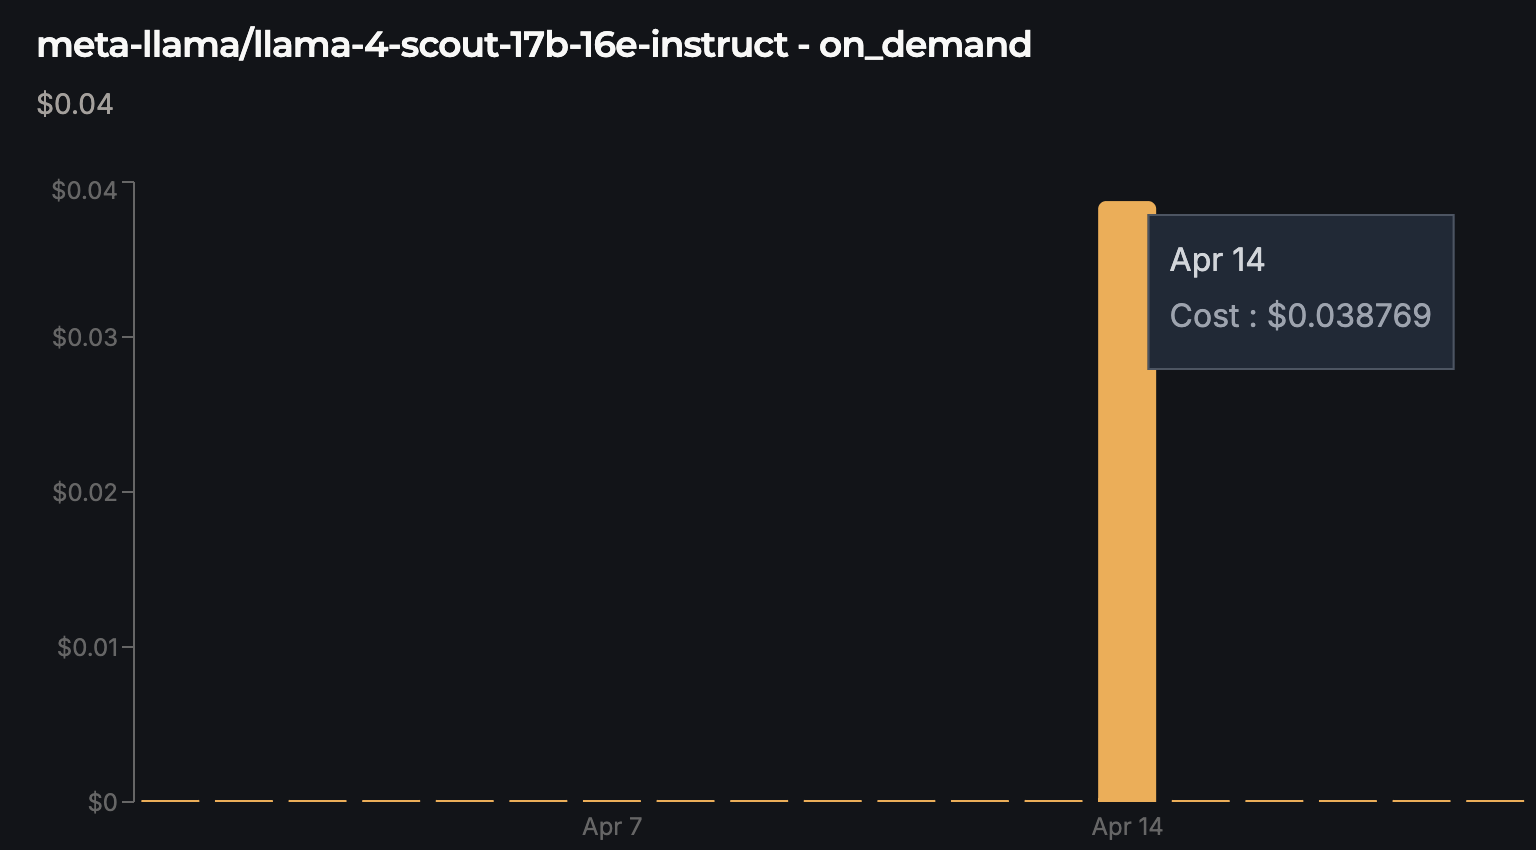 meta-llama/llama-4-scout-17b-16e-instruct - on_demand
$0.04
$0.04
Apr 14
Cost : $0.038769
$0.03
$0.02
$0.01
$0
Apr 7
Apr 14